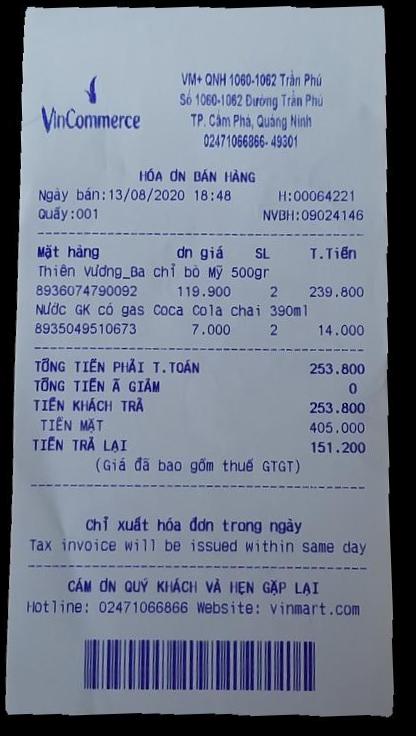 VinCommerce
VM+ QNH 1060-1062 Trần Phú
Số 1060-1062 Đường Trần Phú
TP. Cẩm Phả, Quảng Ninh
02471066866- 49301
HÓA ƠN BÁN HÀNG
Ngày bán:13/08/2020 18:48 H:00064221
Quầy:001 NVBH:09024146
Mặt hàng ơn giá SL T.Tiền
Thiên Vương_Ba chỉ bò Mỹ 500gr
8936074790092 119.900 2 239.800
Nước GK có gas Coca Cola chai 390ml
8935049510673 7.000 2 14.000
TỔNG TIỀN PHẢI T.TOÁN 253.800
TỔNG TIỀN Ã GIẢM 0
TIỀN KHÁCH TRẢ 253.800
TIỀN MẶT 405.000
TIỀN TRẢ LẠI 151.200
(Giá đã bao gồm thuế GTGT)
Chỉ xuất hóa đơn trong ngày
Tax invoice will be issued within same day
CÁM ƠN QUÝ KHÁCH VÀ HẸN GẶP LẠI
Hotline: 02471066866 Website: vinmart.com